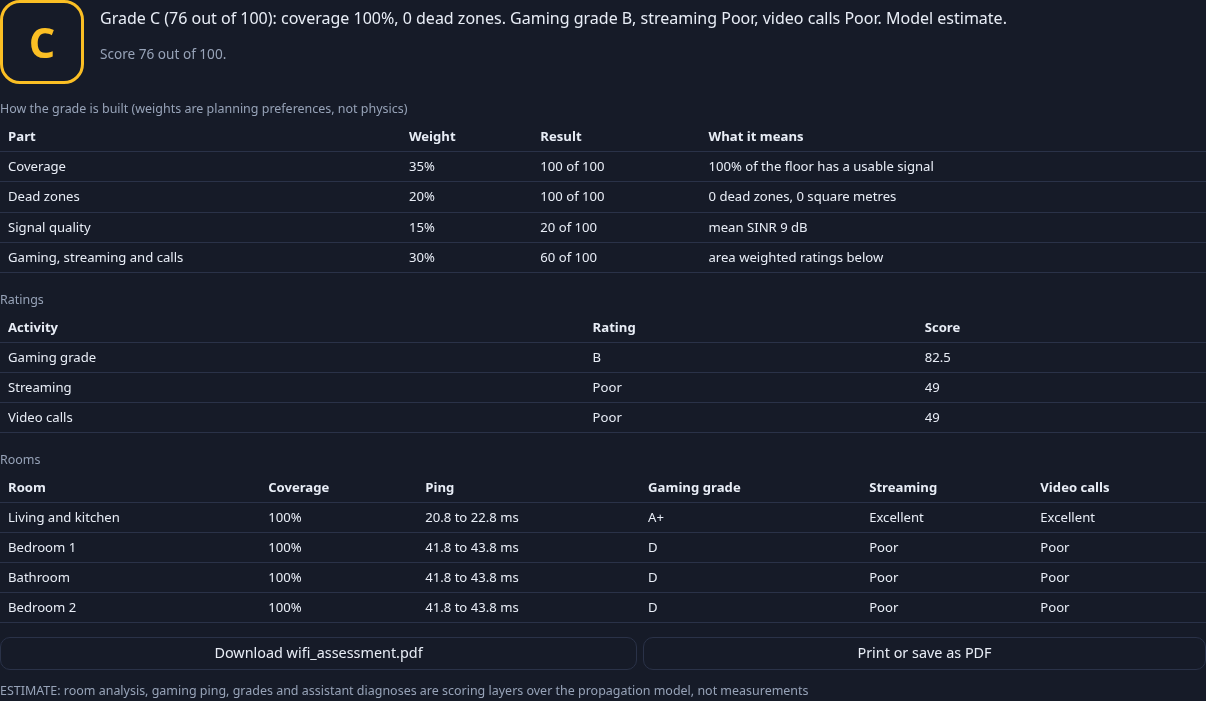 C
Grade C (76 out of 100): coverage 100%, 0 dead zones. Gaming grade B, streaming Poor, video calls Poor. Model estimate.
Score 76 out of 100.
How the grade is built (weights are planning preferences, not physics)
Part Weight Result What it means
Coverage 35% 100 of 100 100% of the floor has a usable signal
Dead zones 20% 100 of 100 0 dead zones, 0 square metres
Signal quality 15% 20 of 100 mean SINR 9 dB
Gaming, streaming and calls 30% 60 of 100 area weighted ratings below
Ratings
Activity Rating Score
Gaming grade B 82.5
Streaming Poor 49
Video calls Poor 49
Rooms
Room Coverage Ping Gaming grade Streaming Video calls
Living and kitchen 100% 20.8 to 22.8 ms A+ Excellent Excellent
Bedroom 1 100% 41.8 to 43.8 ms D Poor Poor
Bathroom 100% 41.8 to 43.8 ms D Poor Poor
Bedroom 2 100% 41.8 to 43.8 ms D Poor Poor
Download wifi_assessment.pdf Print or save as PDF
ESTIMATE: room analysis, gaming ping, grades and assistant diagnoses are scoring layers over the propagation model, not measurements